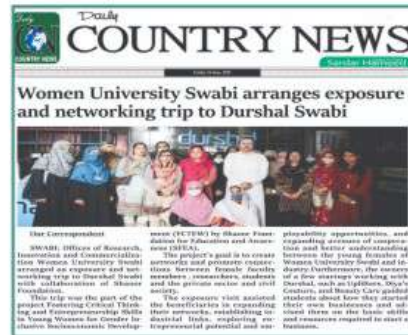 Daily
COUNTRY NEWS
Daily
COUNTRY NEWS
Women University Swabi arranges exposure
and networking trip to Durshal Swabi
durshal
Our Correspondent
SWABI: Offices of Research,
Innovation and Commercializa-
tion Women University Swabi
arranged an exposure and net-
working trip to Durshal Swabi
with collaboration of Shaoor
Foundation.
This trip was the part of the
project Fostering Critical Think-
ing and Entrepreneurship Skills
in Young Women for Gender In-
clusive Socioeconomic Develop-
ment (FCTEW) by Shaoor Foun-
dation for Education and Aware-
ness (SFEA).
The project's goal is to create
networks and promote connec-
tions between female faculty
members, researchers, students
and the private sector and civil
society.
The exposure visit assisted
the beneficiaries in expanding
their networks, establishing in-
dustrial links, exploring en-
trepreneurial potential and em-
ployability opportunities, and
expanding avenues of coopera-
tion and better understanding
between the young females of
Women University Swabi and in-
dustry. Furthermore, the owners
of a few startups working with
Durshal, such as Upliftkes, Diya's
Couture, and Beauty Care guided
students about how they started
their own businesses and ad-
vised them on the basic skills
and resources required to start a
business.